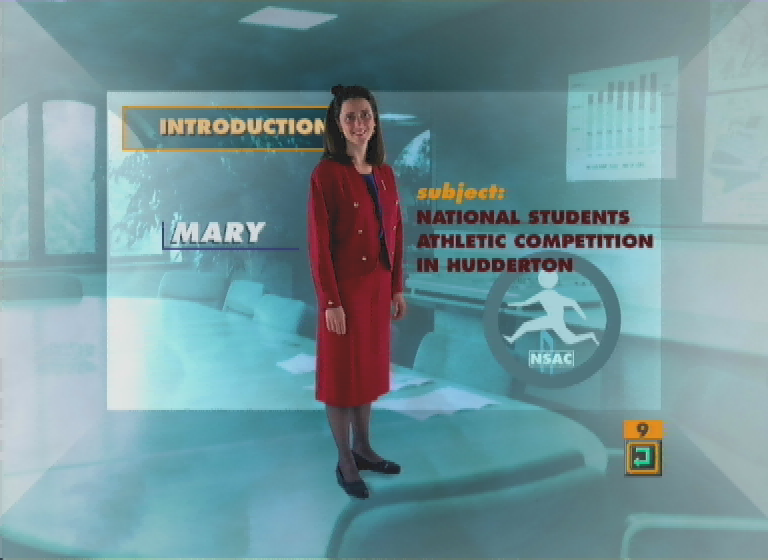 INTRODUCTION
MARY
subject:
NATIONAL STUDENTS
ATHLETIC COMPETITION
IN HUDDERTON
NSAC
9